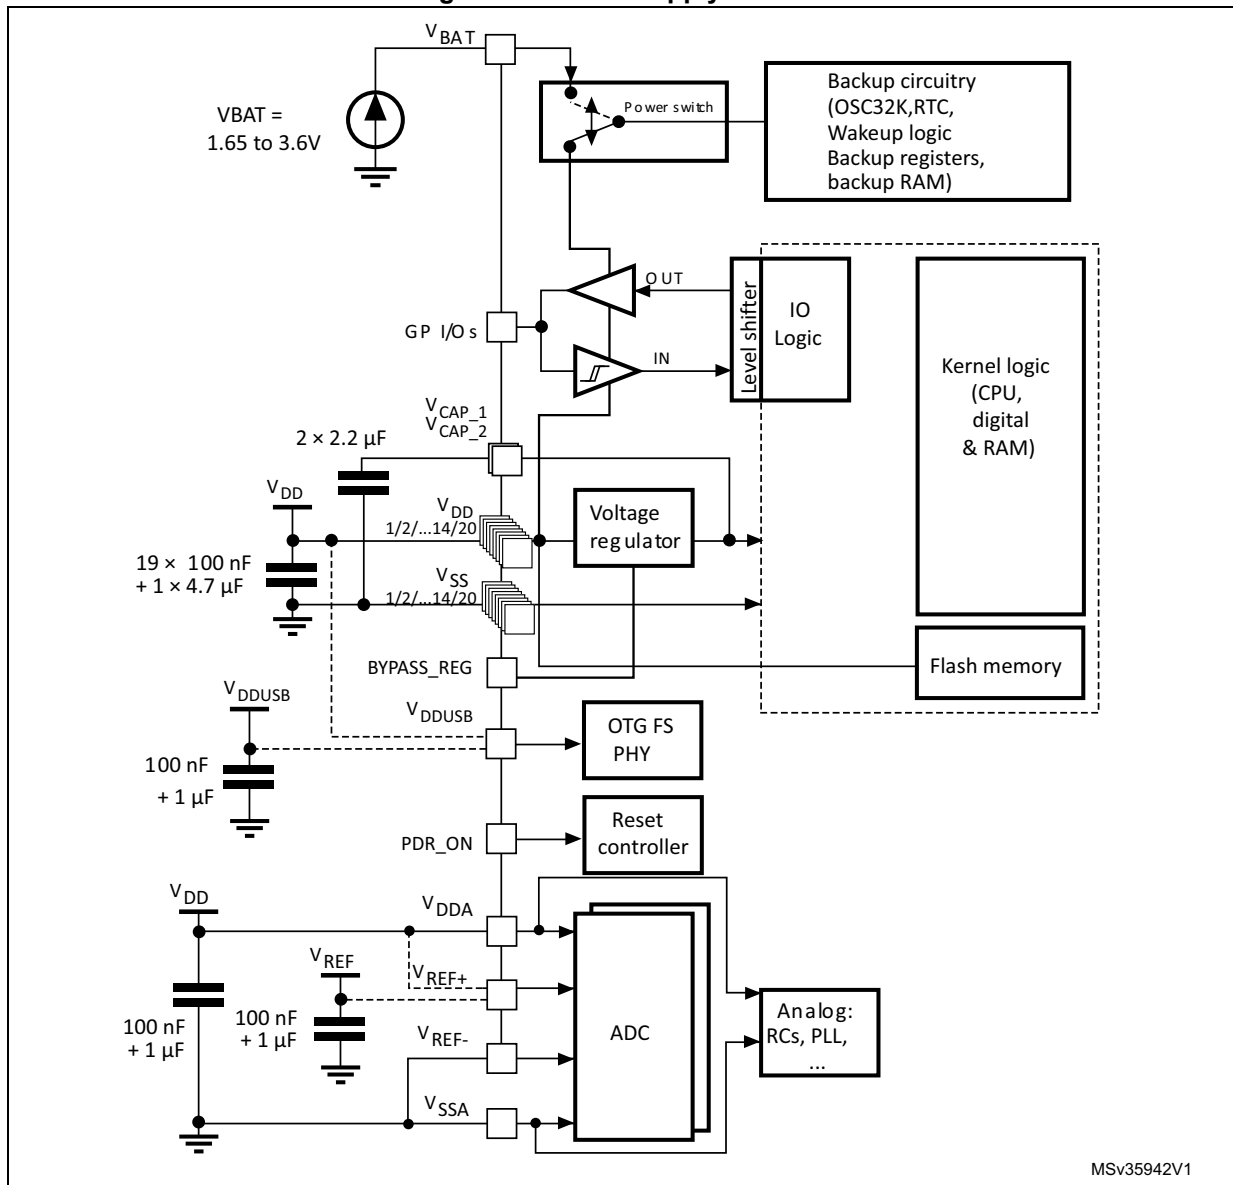 VBAT
VBAT =
1.65 to 3.6V
Power switch
Backup circuitry
(OSC32K,RTC,
Wakeup logic
Backup registers,
backup RAM)
OUT
GP I/Os
IN
Level shifter
IO
Logic
Kernel logic
(CPU,
digital
& RAM)
VCAP_1
VCAP_2
2 × 2.2 µF
VDD
VDD
1/2/...14/20
Voltage
regulator
19 × 100 nF
+ 1 × 4.7 µF
VSS
1/2/...14/20
BYPASS_REG
Flash memory
VDDUSB
VDDUSB
OTG FS
PHY
100 nF
+ 1 µF
PDR_ON
Reset
controller
VDD
VDDA
VREF
VREF+
100 nF
+ 1 µF
100 nF
+ 1 µF
VREF-
ADC
Analog:
RCs, PLL,
...
VSSA
MSv35942V1